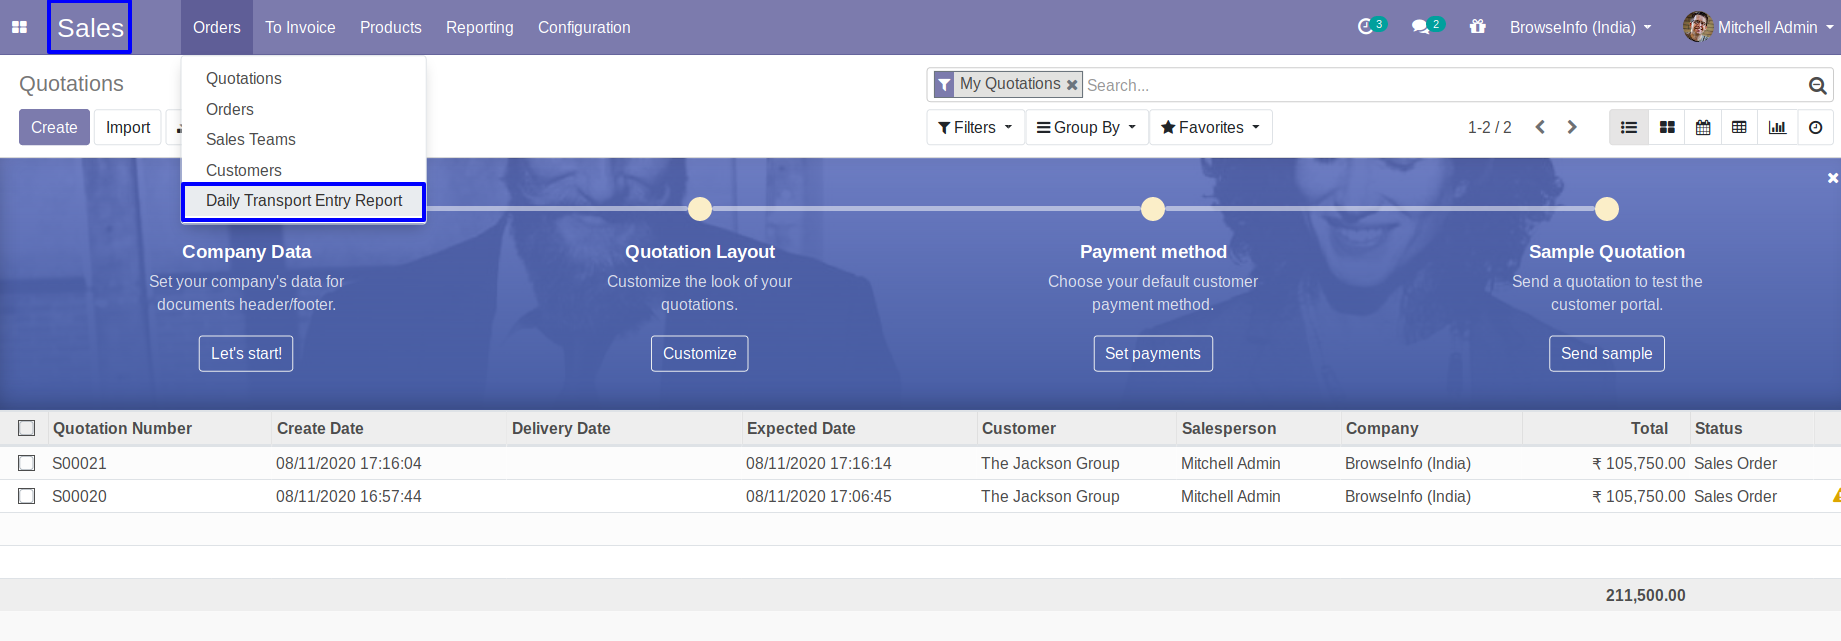 Sales Orders To Invoice Products Reporting Configuration 3 2 BrowseInfo (India) Mitchell Admin
Quotations
Quotations
Orders
Sales Teams
Customers
Daily Transport Entry Report
My Quotations Search...
Create Import
Filters Group By Favorites 1-2 / 2
Company Data
Set your company's data for
documents header/footer.
Let's start!
Quotation Layout
Customize the look of your
quotations.
Customize
Payment method
Choose your default customer
payment method.
Set payments
Sample Quotation
Send a quotation to test the
customer portal.
Send sample
Quotation Number Create Date Delivery Date Expected Date Customer Salesperson Company Total Status
S00021 08/11/2020 17:16:04 08/11/2020 17:16:14 The Jackson Group Mitchell Admin BrowseInfo (India) ₹ 105,750.00 Sales Order
S00020 08/11/2020 16:57:44 08/11/2020 17:06:45 The Jackson Group Mitchell Admin BrowseInfo (India) ₹ 105,750.00 Sales Order
211,500.00